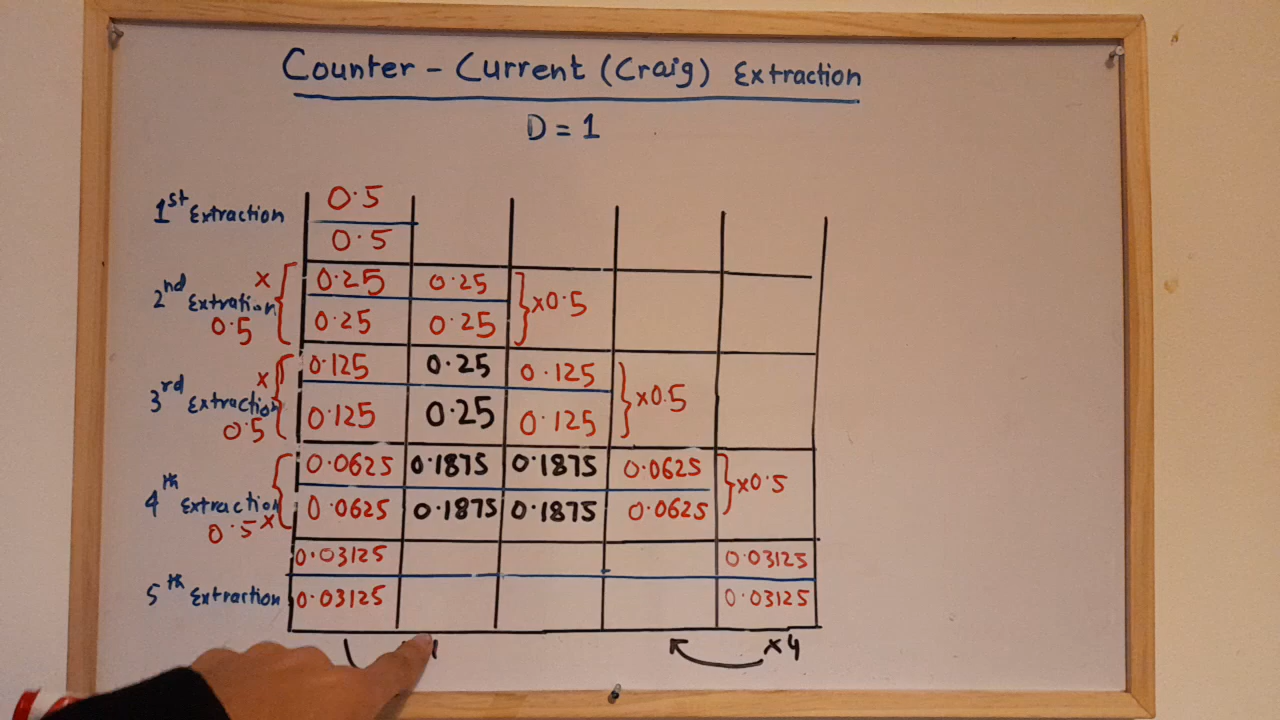 Counter - Current (Craig) Extraction
D = 1
0.5
1st Extraction
0.5
x 0.25 0.25
2nd Extration x0.5
0.5 0.25 0.25
0.125 0.25 0.125
x
3rd Extraction x0.5
0.5 0.125 0.25 0.125
0.0625 0.1875 0.1875 0.0625
4th Extraction x0.5
0.5x 0.0625 0.1875 0.1875 0.0625
0.03125 0.03125
5th Extraction 0.03125 0.03125
x4